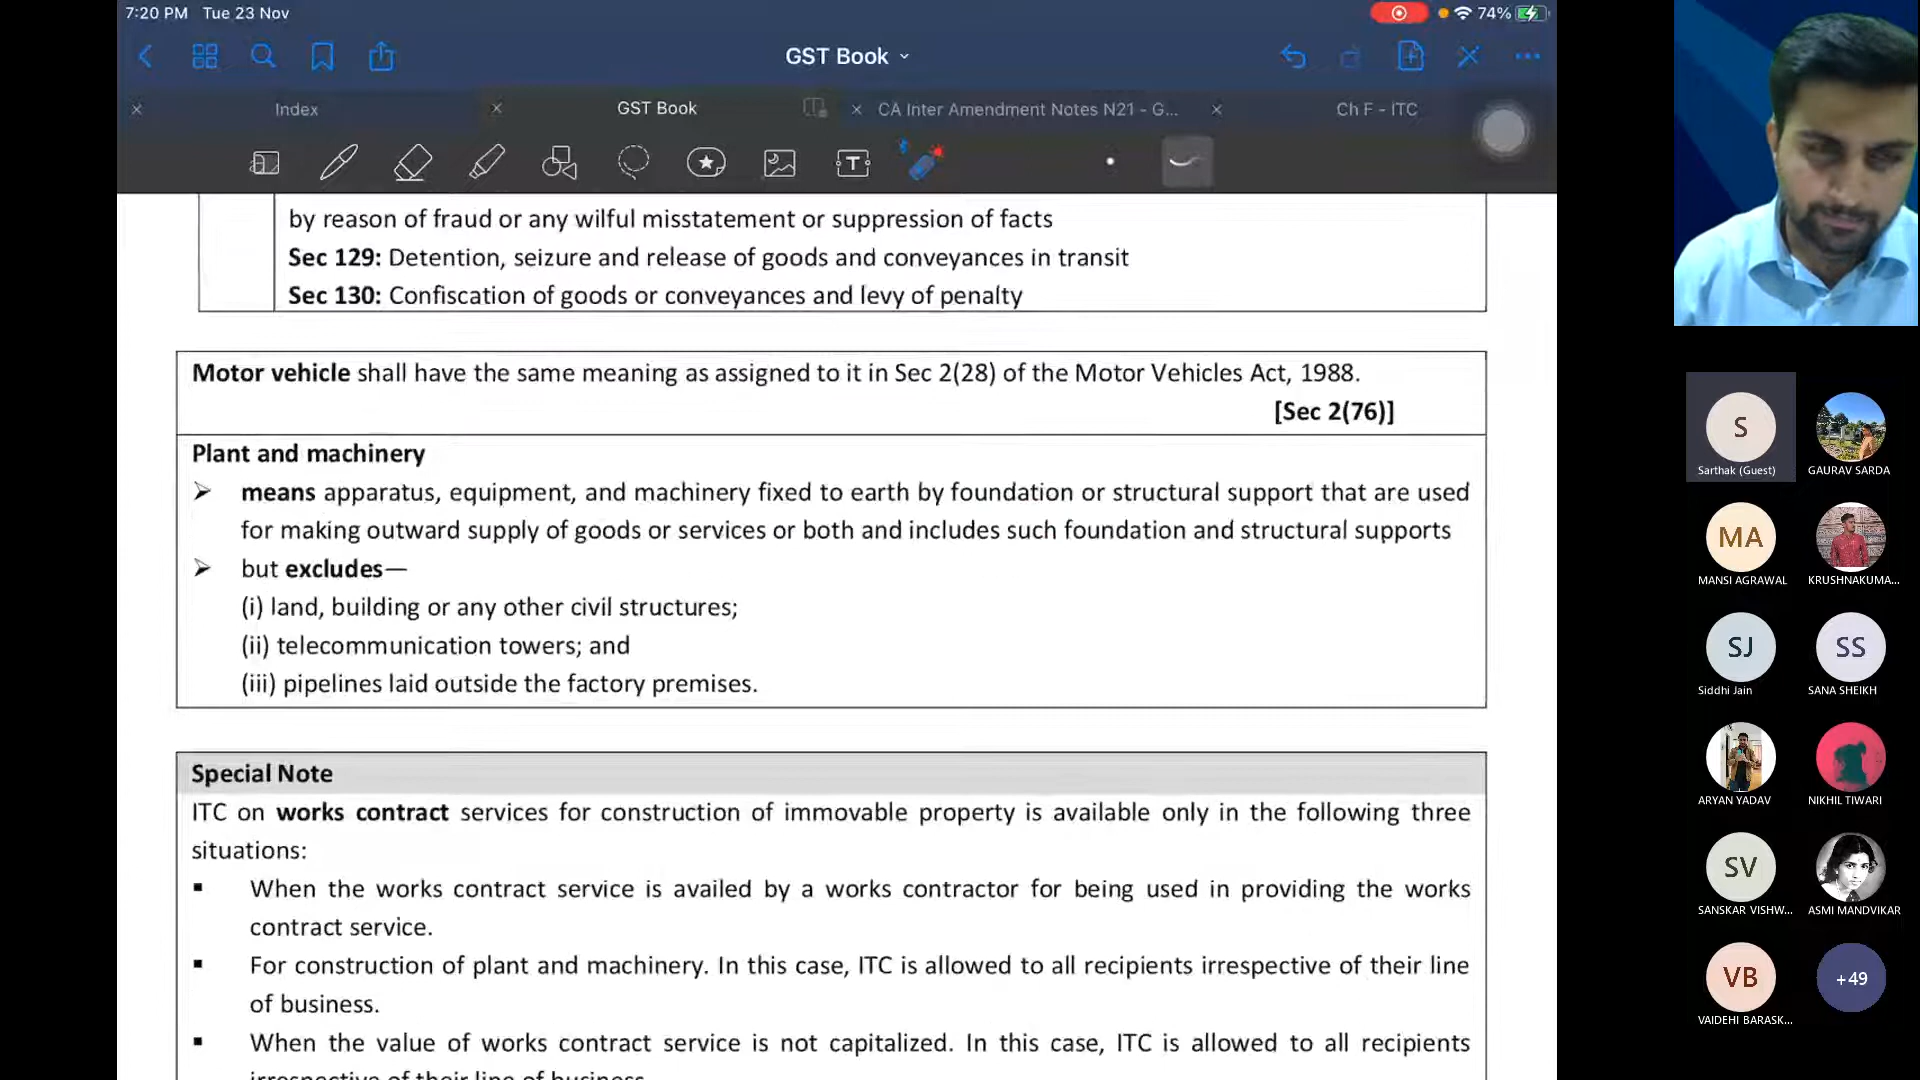 7:20 PM Tue 23 Nov
74%
GST Book
Index
GST Book
CA Inter Amendment Notes N21 - G...
Ch F - ITC
by reason of fraud or any wilful misstatement or suppression of facts
Sec 129: Detention, seizure and release of goods and conveyances in transit
Sec 130: Confiscation of goods or conveyances and levy of penalty
Motor vehicle shall have the same meaning as assigned to it in Sec 2(28) of the Motor Vehicles Act, 1988.
[Sec 2(76)]
Plant and machinery
➢ means apparatus, equipment, and machinery fixed to earth by foundation or structural support that are used
for making outward supply of goods or services or both and includes such foundation and structural supports
➢ but excludes—
(i) land, building or any other civil structures;
(ii) telecommunication towers; and
(iii) pipelines laid outside the factory premises.
Special Note
ITC on works contract services for construction of immovable property is available only in the following three
situations:
▪ When the works contract service is availed by a works contractor for being used in providing the works
contract service.
▪ For construction of plant and machinery. In this case, ITC is allowed to all recipients irrespective of their line
of business.
▪ When the value of works contract service is not capitalized. In this case, ITC is allowed to all recipients
irrespective of their line of business.
S
Sarthak (Guest)
GAURAV SARDA
MA
MANSI AGRAWAL
KRUSHNAKUMA...
SJ
Siddhi Jain
SS
SANA SHEIKH
ARYAN YADAV
NIKHIL TIWARI
SV
SANSKAR VISHW...
ASMI MANDVIKAR
VB
VAIDEHI BARASK...
+49